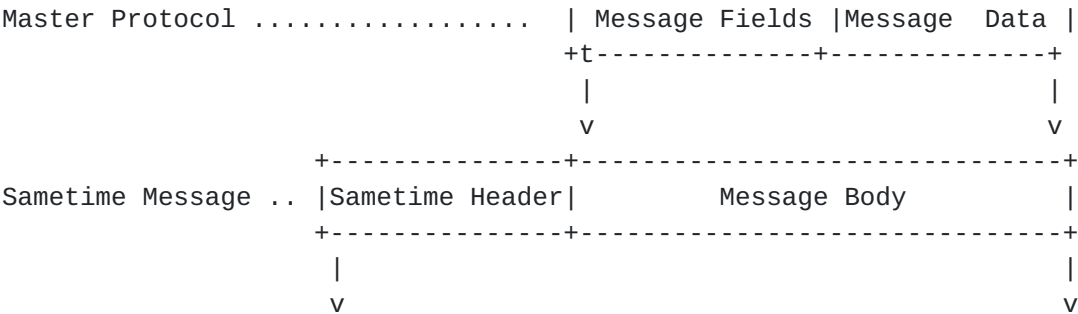 Master Protocol .................. | Message Fields |Message  Data |
                                    +t--------------+--------------+
                                     |                             |
                                     v                             v
                    +---------------+-------------------------------+
Sametime Message .. |Sametime Header|         Message Body          |
                    +---------------+-------------------------------+
                     |                                              |
                     v                                              v